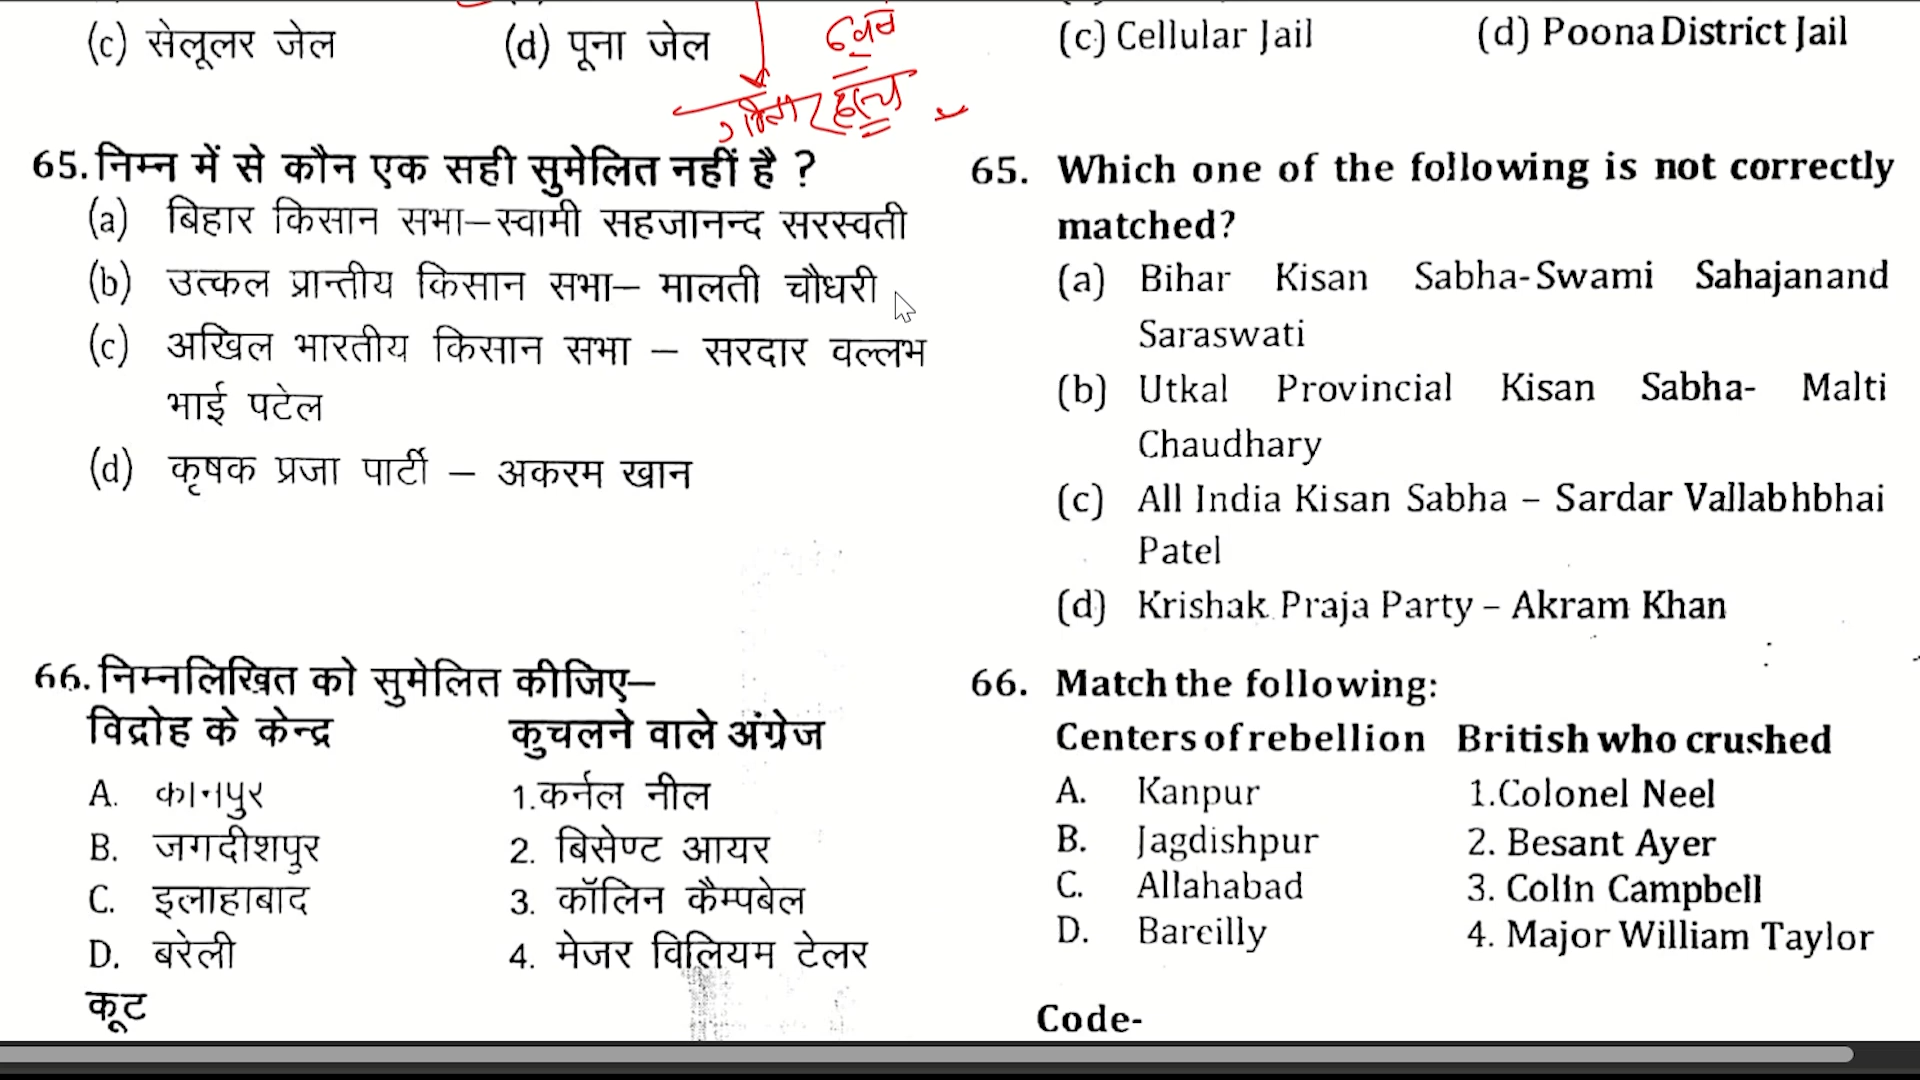 (c) सेलूलर जेल (d) पूना जेल
65. निम्न में से कौन एक सही सुमेलित नहीं है ?
(a) बिहार किसान सभा–स्वामी सहजानन्द सरस्वती
(b) उत्कल प्रान्तीय किसान सभा– मालती चौधरी
(c) अखिल भारतीय किसान सभा – सरदार वल्लभ
भाई पटेल
(d) कृषक प्रजा पार्टी – अकरम खान
66. निम्नलिखित को सुमेलित कीजिए–
विद्रोह के केन्द्र कुचलने वाले अंग्रेज
A. कानपुर 1.कर्नल नील
B. जगदीशपुर 2. बिसेण्ट आयर
C. इलाहाबाद 3. कॉलिन कैम्पबेल
D. बरेली 4. मेजर विलियम टेलर
कूट
(c) Cellular Jail (d) Poona District Jail
65. Which one of the following is not correctly
matched?
(a) Bihar Kisan Sabha-Swami Sahajanand
Saraswati
(b) Utkal Provincial Kisan Sabha- Malti
Chaudhary
(c) All India Kisan Sabha – Sardar Vallabhbhai
Patel
(d) Krishak Praja Party – Akram Khan
66. Match the following:
Centers of rebellion British who crushed
A. Kanpur 1.Colonel Neel
B. Jagdishpur 2. Besant Ayer
C. Allahabad 3. Colin Campbell
D. Bareilly 4. Major William Taylor
Code-